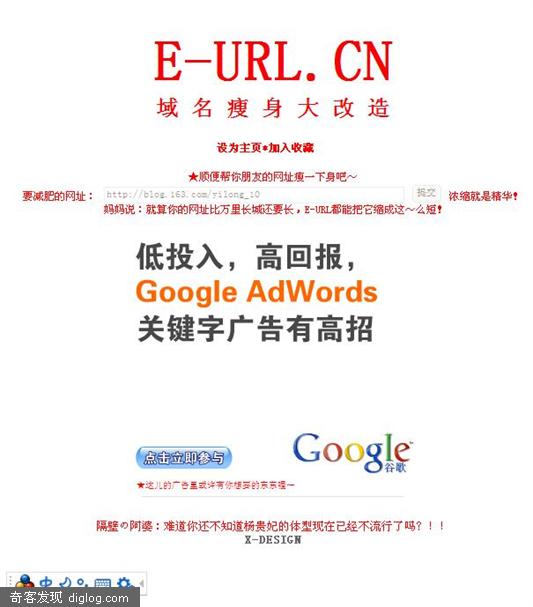 E-URL.CN
域名瘦身大改造
设为主页*加入收藏
★顺便帮你朋友的网址瘦一下身吧~
要减肥的网址： http://blog.163.com/yilong_10 提交 浓缩就是精华!
妈妈说：就算你的网址比万里长城还要长，E-URL都能把它缩成这~么短!
低投入，高回报，
Google AdWords
关键字广告有高招
点击立即参与
Google™
谷歌
★这儿的广告里或许有你想要的东东哩~
隔壁の阿婆：难道你还不知道杨贵妃的体型现在已经不流行了吗？！！
X-DESIGN
中
奇客发现 diglog.com